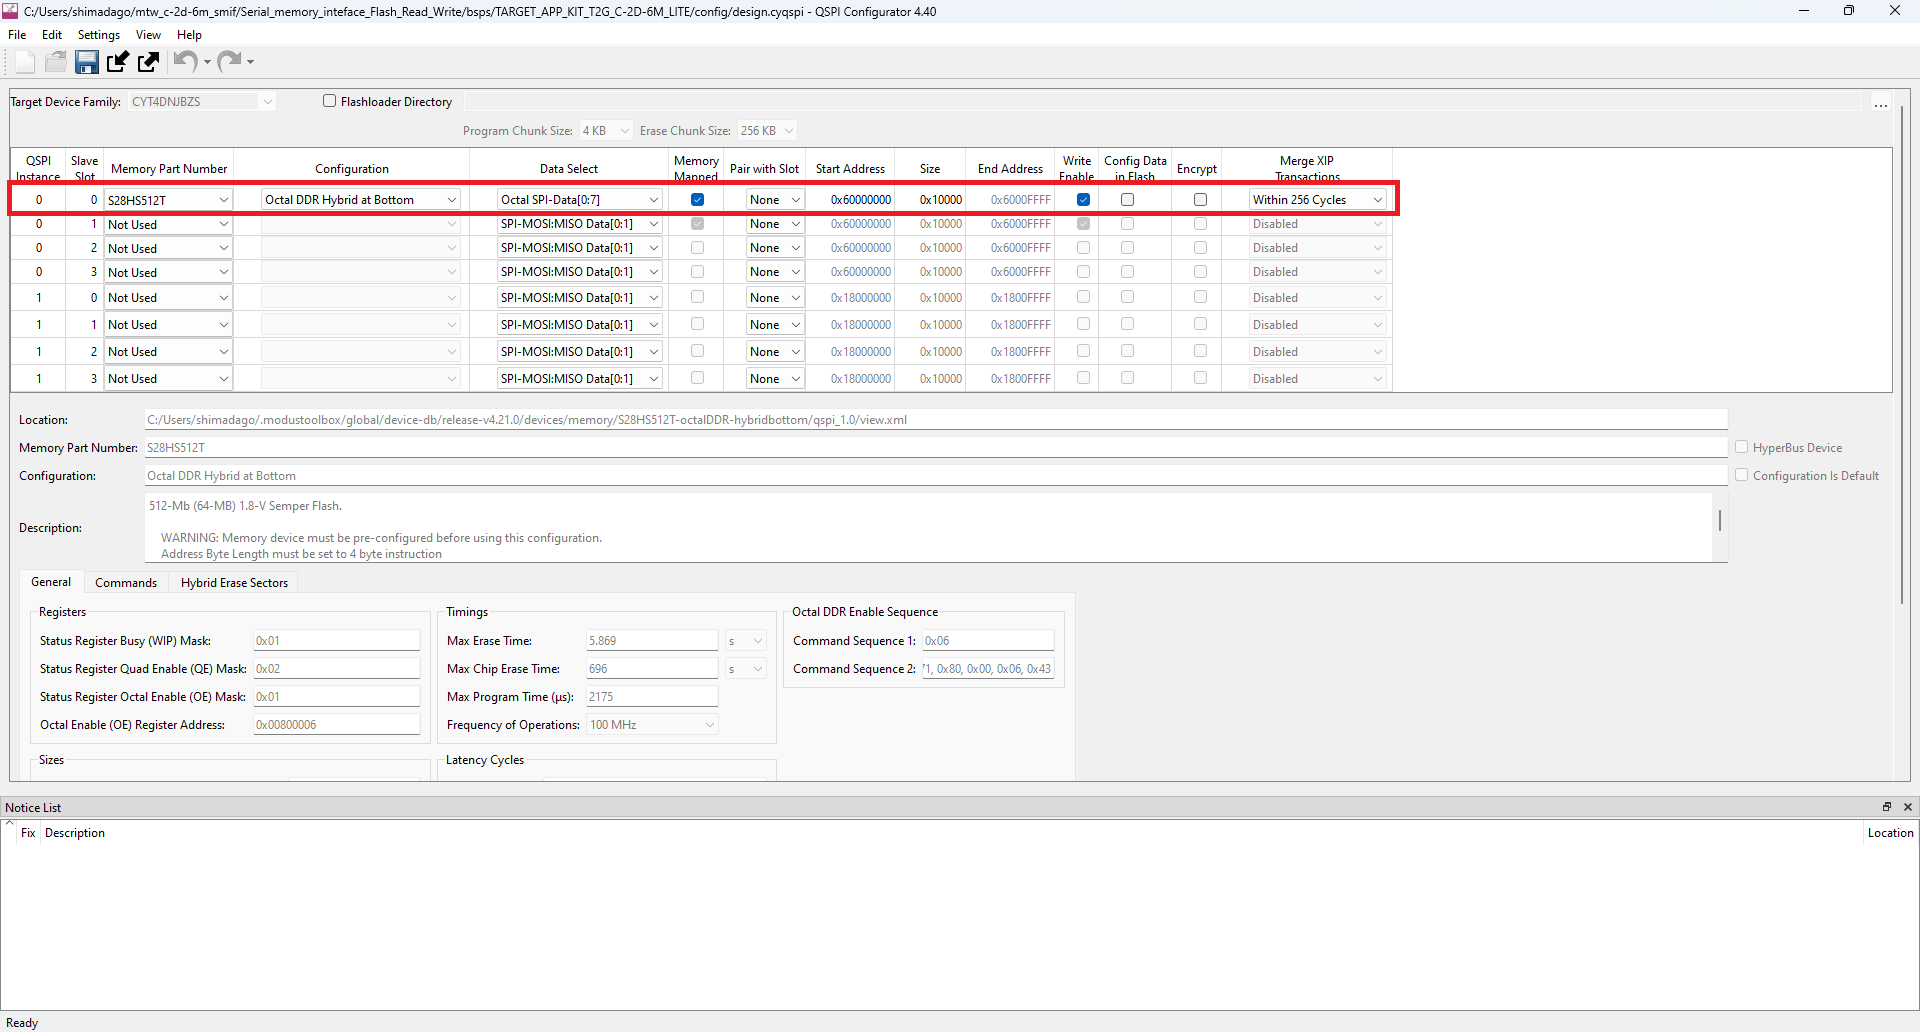 C:/Users/shimadago/mtw_c-2d-6m_smif/Serial_memory_inteface_Flash_Read_Write/bsps/TARGET_APP_KIT_T2G_C-2D-6M_LITE/config/design.cyqspi - QSPI Configurator 4.40
File Edit Settings View Help
Target Device Family: CYT4DNJBZS Flashloader Directory ...
Program Chunk Size: 4 KB Erase Chunk Size: 256 KB
QSPI Instance Slave Slot Memory Part Number Configuration Data Select Memory Mapped Pair with Slot Start Address Size End Address Write Enable Config Data in Flash Encrypt Merge XIP Transactions
0 0 S28HS512T Octal DDR Hybrid at Bottom Octal SPI-Data[0:7] None 0x60000000 0x10000 0x6000FFFF Within 256 Cycles
0 1 Not Used SPI-MOSI:MISO Data[0:1] None 0x60000000 0x10000 0x6000FFFF Disabled
0 2 Not Used SPI-MOSI:MISO Data[0:1] None 0x60000000 0x10000 0x6000FFFF Disabled
0 3 Not Used SPI-MOSI:MISO Data[0:1] None 0x60000000 0x10000 0x6000FFFF Disabled
1 0 Not Used SPI-MOSI:MISO Data[0:1] None 0x18000000 0x10000 0x1800FFFF Disabled
1 1 Not Used SPI-MOSI:MISO Data[0:1] None 0x18000000 0x10000 0x1800FFFF Disabled
1 2 Not Used SPI-MOSI:MISO Data[0:1] None 0x18000000 0x10000 0x1800FFFF Disabled
1 3 Not Used SPI-MOSI:MISO Data[0:1] None 0x18000000 0x10000 0x1800FFFF Disabled
Location: C:/Users/shimadago/.modustoolbox/global/device-db/release-v4.21.0/devices/memory/S28HS512T-octalDDR-hybridbottom/qspi_1.0/view.xml
Memory Part Number: S28HS512T HyperBus Device
Configuration: Octal DDR Hybrid at Bottom Configuration Is Default
Description: 512-Mb (64-MB) 1.8-V Semper Flash.
WARNING: Memory device must be pre-configured before using this configuration.
Address Byte Length must be set to 4 byte instruction
General Commands Hybrid Erase Sectors
Registers
Status Register Busy (WIP) Mask: 0x01
Status Register Quad Enable (QE) Mask: 0x02
Status Register Octal Enable (OE) Mask: 0x01
Octal Enable (OE) Register Address: 0x00800006
Sizes
Timings
Max Erase Time: 5.869 s
Max Chip Erase Time: 696 s
Max Program Time (µs): 2175
Frequency of Operations: 100 MHz
Latency Cycles
Octal DDR Enable Sequence
Command Sequence 1: 0x06
Command Sequence 2: 1, 0x80, 0x00, 0x06, 0x43
Notice List
Fix Description Location
Ready